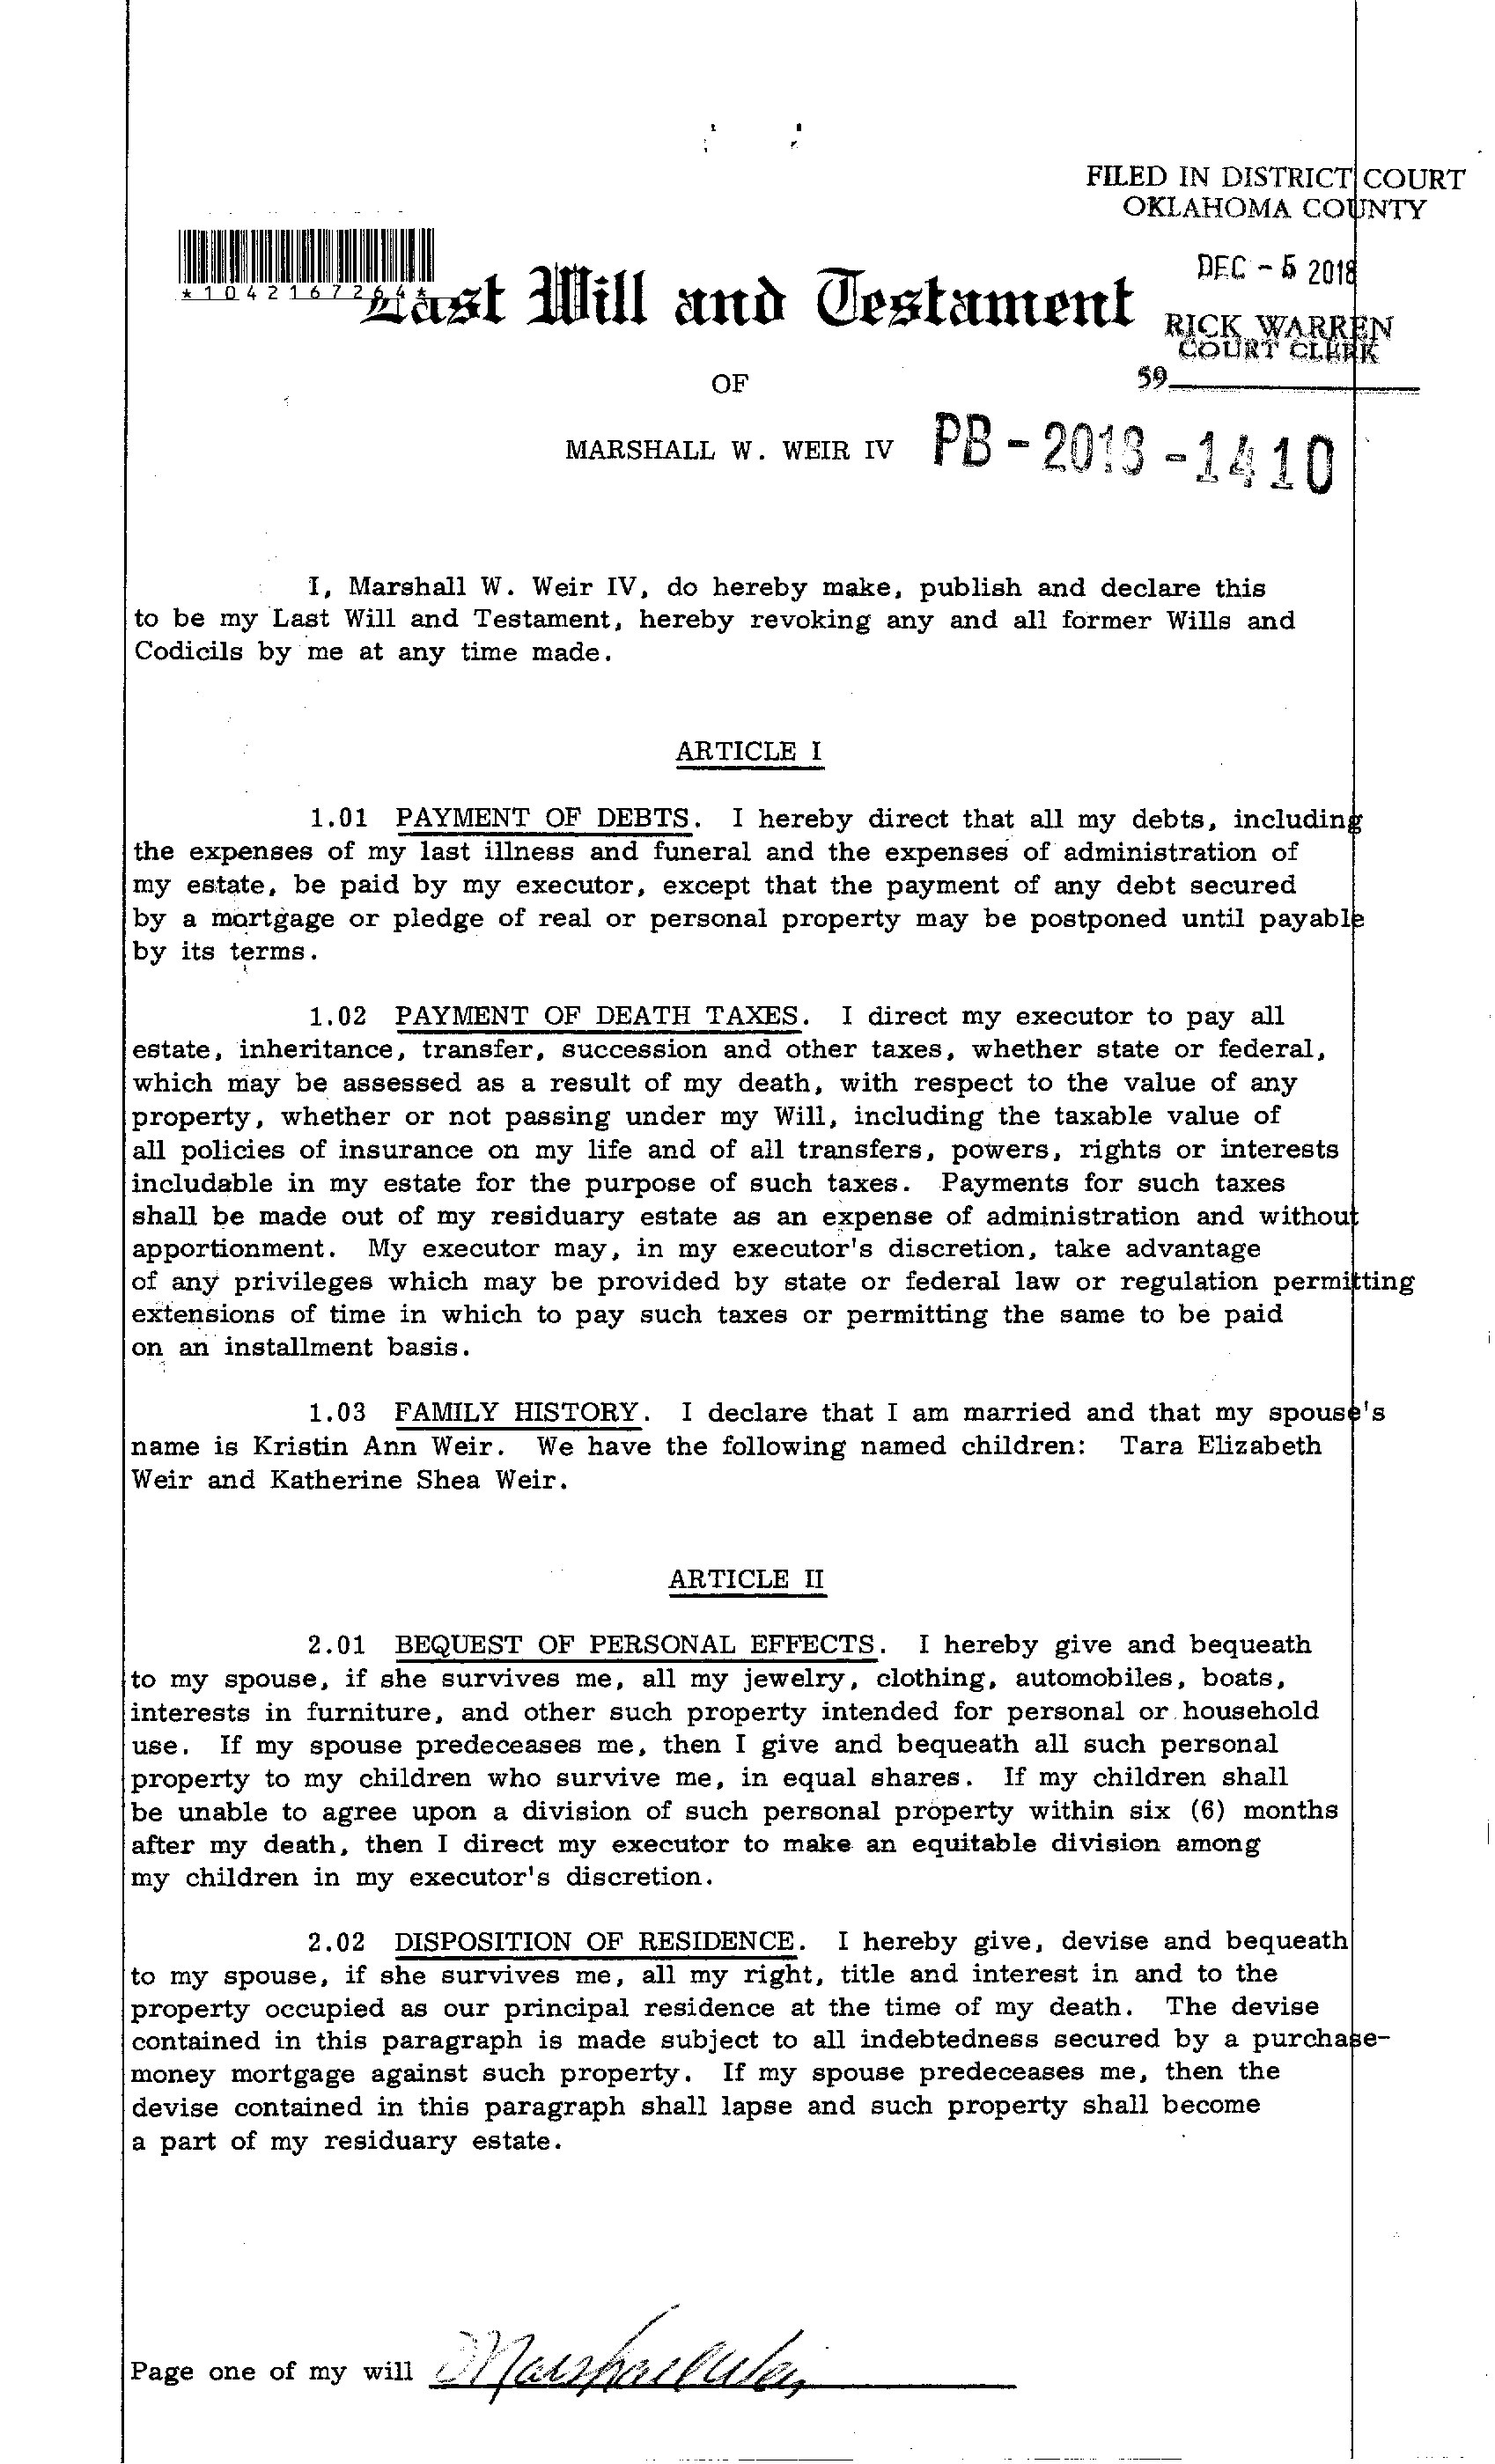 FILED IN DISTRICT COURT
OKLAHOMA COUNTY
DEC - 5 2018
*1042167264*
Last Will and Testament
RICK WARREN
COURT CLERK
59
OF
MARSHALL W. WEIR IV
PB - 2018 - 1410
I, Marshall W. Weir IV, do hereby make, publish and declare this
to be my Last Will and Testament, hereby revoking any and all former Wills and
Codicils by me at any time made.
ARTICLE I
1.01 PAYMENT OF DEBTS. I hereby direct that all my debts, including
the expenses of my last illness and funeral and the expenses of administration of
my estate, be paid by my executor, except that the payment of any debt secured
by a mortgage or pledge of real or personal property may be postponed until payable
by its terms.
1.02 PAYMENT OF DEATH TAXES. I direct my executor to pay all
estate, inheritance, transfer, succession and other taxes, whether state or federal,
which may be assessed as a result of my death, with respect to the value of any
property, whether or not passing under my Will, including the taxable value of
all policies of insurance on my life and of all transfers, powers, rights or interests
includable in my estate for the purpose of such taxes. Payments for such taxes
shall be made out of my residuary estate as an expense of administration and without
apportionment. My executor may, in my executor's discretion, take advantage
of any privileges which may be provided by state or federal law or regulation permitting
extensions of time in which to pay such taxes or permitting the same to be paid
on an installment basis.
1.03 FAMILY HISTORY. I declare that I am married and that my spouse's
name is Kristin Ann Weir. We have the following named children: Tara Elizabeth
Weir and Katherine Shea Weir.
ARTICLE II
2.01 BEQUEST OF PERSONAL EFFECTS. I hereby give and bequeath
to my spouse, if she survives me, all my jewelry, clothing, automobiles, boats,
interests in furniture, and other such property intended for personal or household
use. If my spouse predeceases me, then I give and bequeath all such personal
property to my children who survive me, in equal shares. If my children shall
be unable to agree upon a division of such personal property within six (6) months
after my death, then I direct my executor to make an equitable division among
my children in my executor's discretion.
2.02 DISPOSITION OF RESIDENCE. I hereby give, devise and bequeath
to my spouse, if she survives me, all my right, title and interest in and to the
property occupied as our principal residence at the time of my death. The devise
contained in this paragraph is made subject to all indebtedness secured by a purchase-
money mortgage against such property. If my spouse predeceases me, then the
devise contained in this paragraph shall lapse and such property shall become
a part of my residuary estate.
Page one of my will Marshall Weir